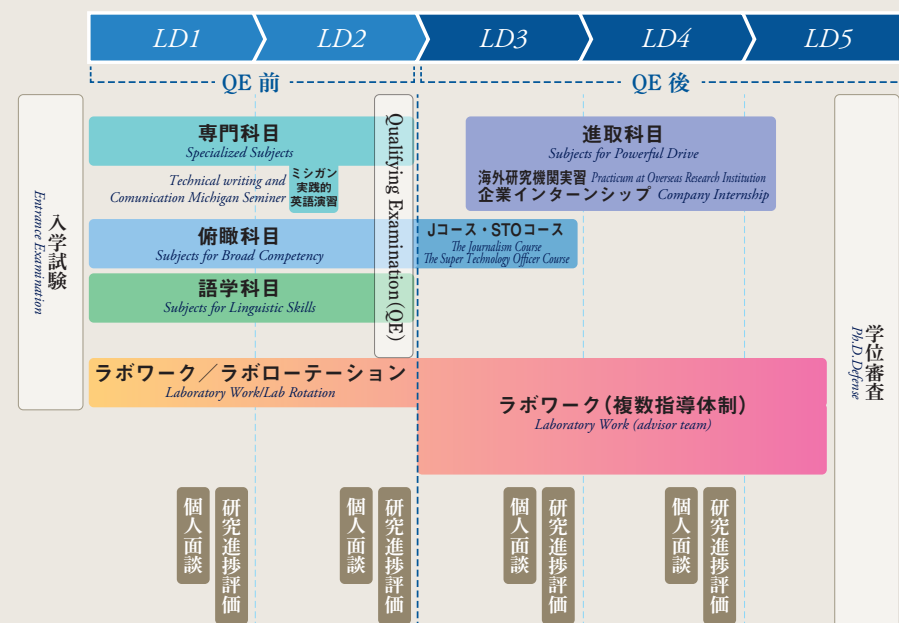 LD1
LD2
LD3
LD4
LD5
QE 前
QE 後
入学試験
Entrance Examination
専門科目
Specialized Subjects
Technical writing and
Comunication Michigan Seminer
ミシガン
実践的
英語演習
俯瞰科目
Subjects for Broad Competency
語学科目
Subjects for Linguistic Skills
Qualifying Examination(QE)
進取科目
Subjects for Powerful Drive
海外研究機関実習 Practicum at Overseas Research Institution
企業インターンシップ Company Internship
Jコース・STOコース
The Journalism Course
The Super Technology Officer Course
ラボワーク／ラボローテーション
Laboratory Work/Lab Rotation
ラボワーク（複数指導体制）
Laboratory Work (advisor team)
学位審査
Ph.D.Defense
個人面談
研究進捗評価
個人面談
研究進捗評価
個人面談
研究進捗評価
個人面談
研究進捗評価